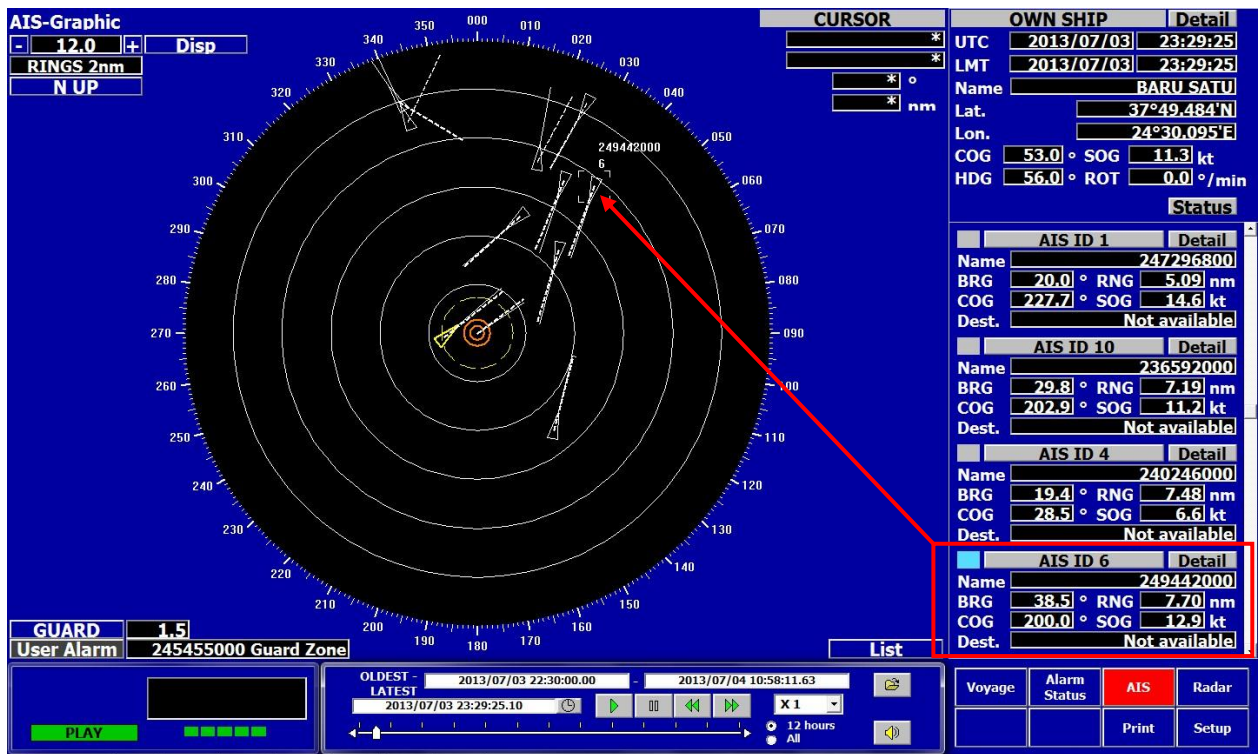 AIS-Graphic
- 12.0 + Disp
RINGS 2nm
N UP
CURSOR
*
*
* °
* nm
000
010
020
030
040
050
060
070
080
090
100
110
120
130
140
150
160
170
180
190
200
210
220
230
240
250
260
270
280
290
300
310
320
330
340
350
249442000
6
GUARD 1.5
User Alarm 245455000 Guard Zone
List
OWN SHIP Detail
UTC 2013/07/03 23:29:25
LMT 2013/07/03 23:29:25
Name BARU SATU
Lat. 37°49.484'N
Lon. 24°30.095'E
COG 53.0 ° SOG 11.3 kt
HDG 56.0 ° ROT 0.0 °/min
Status
AIS ID 1 Detail
Name 247296800
BRG 20.0 ° RNG 5.09 nm
COG 227.7 ° SOG 14.6 kt
Dest. Not available
AIS ID 10 Detail
Name 236592000
BRG 29.8 ° RNG 7.19 nm
COG 202.9 ° SOG 11.2 kt
Dest. Not available
AIS ID 4 Detail
Name 240246000
BRG 19.4 ° RNG 7.48 nm
COG 28.5 ° SOG 6.6 kt
Dest. Not available
AIS ID 6 Detail
Name 249442000
BRG 38.5 ° RNG 7.70 nm
COG 200.0 ° SOG 12.9 kt
Dest. Not available
PLAY
OLDEST - LATEST 2013/07/03 22:30:00.00 - 2013/07/04 10:58:11.63
2013/07/03 23:29:25.10
X 1
12 hours
All
Voyage
Alarm Status
AIS
Radar
Print
Setup